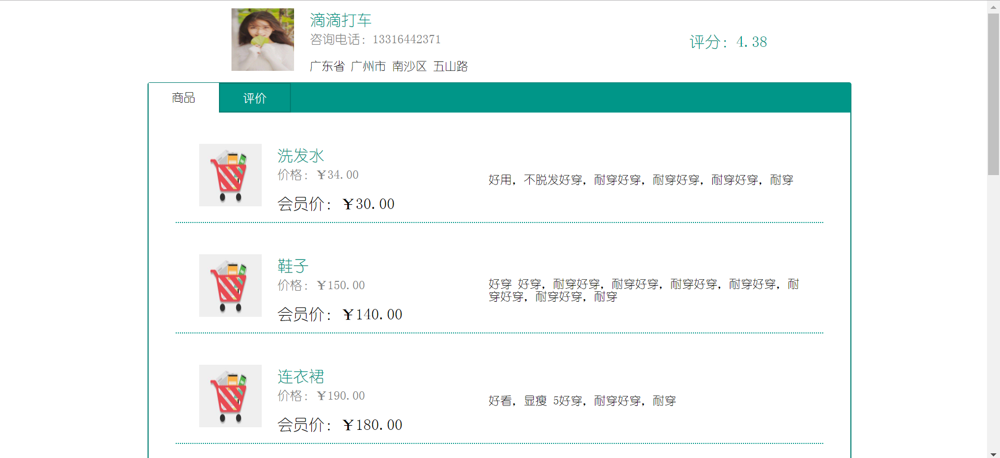 滴滴打车
咨询电话：13316442371
评分：4.38
广东省 广州市 南沙区 五山路
商品
评价
洗发水
价格：￥34.00
好用，不脱发好穿，耐穿好穿，耐穿好穿，耐穿好穿，耐穿
会员价：￥30.00
鞋子
价格：￥150.00
好穿 好穿，耐穿好穿，耐穿好穿，耐穿好穿，耐穿好穿，耐
穿好穿，耐穿好穿，耐穿
会员价：￥140.00
连衣裙
价格：￥190.00
好看，显瘦 5好穿，耐穿好穿，耐穿
会员价：￥180.00